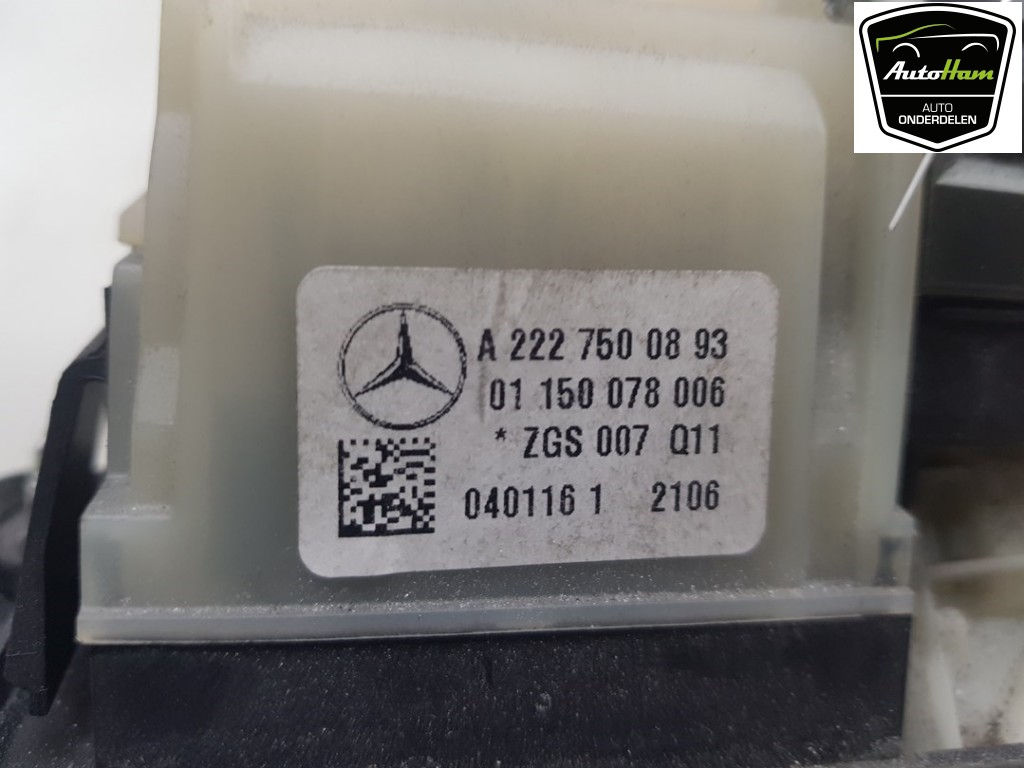 AutoHam
AUTO
ONDERDELEN
A 222 750 08 93
01 150 078 006
* ZGS 007 Q11
040116 1 2106